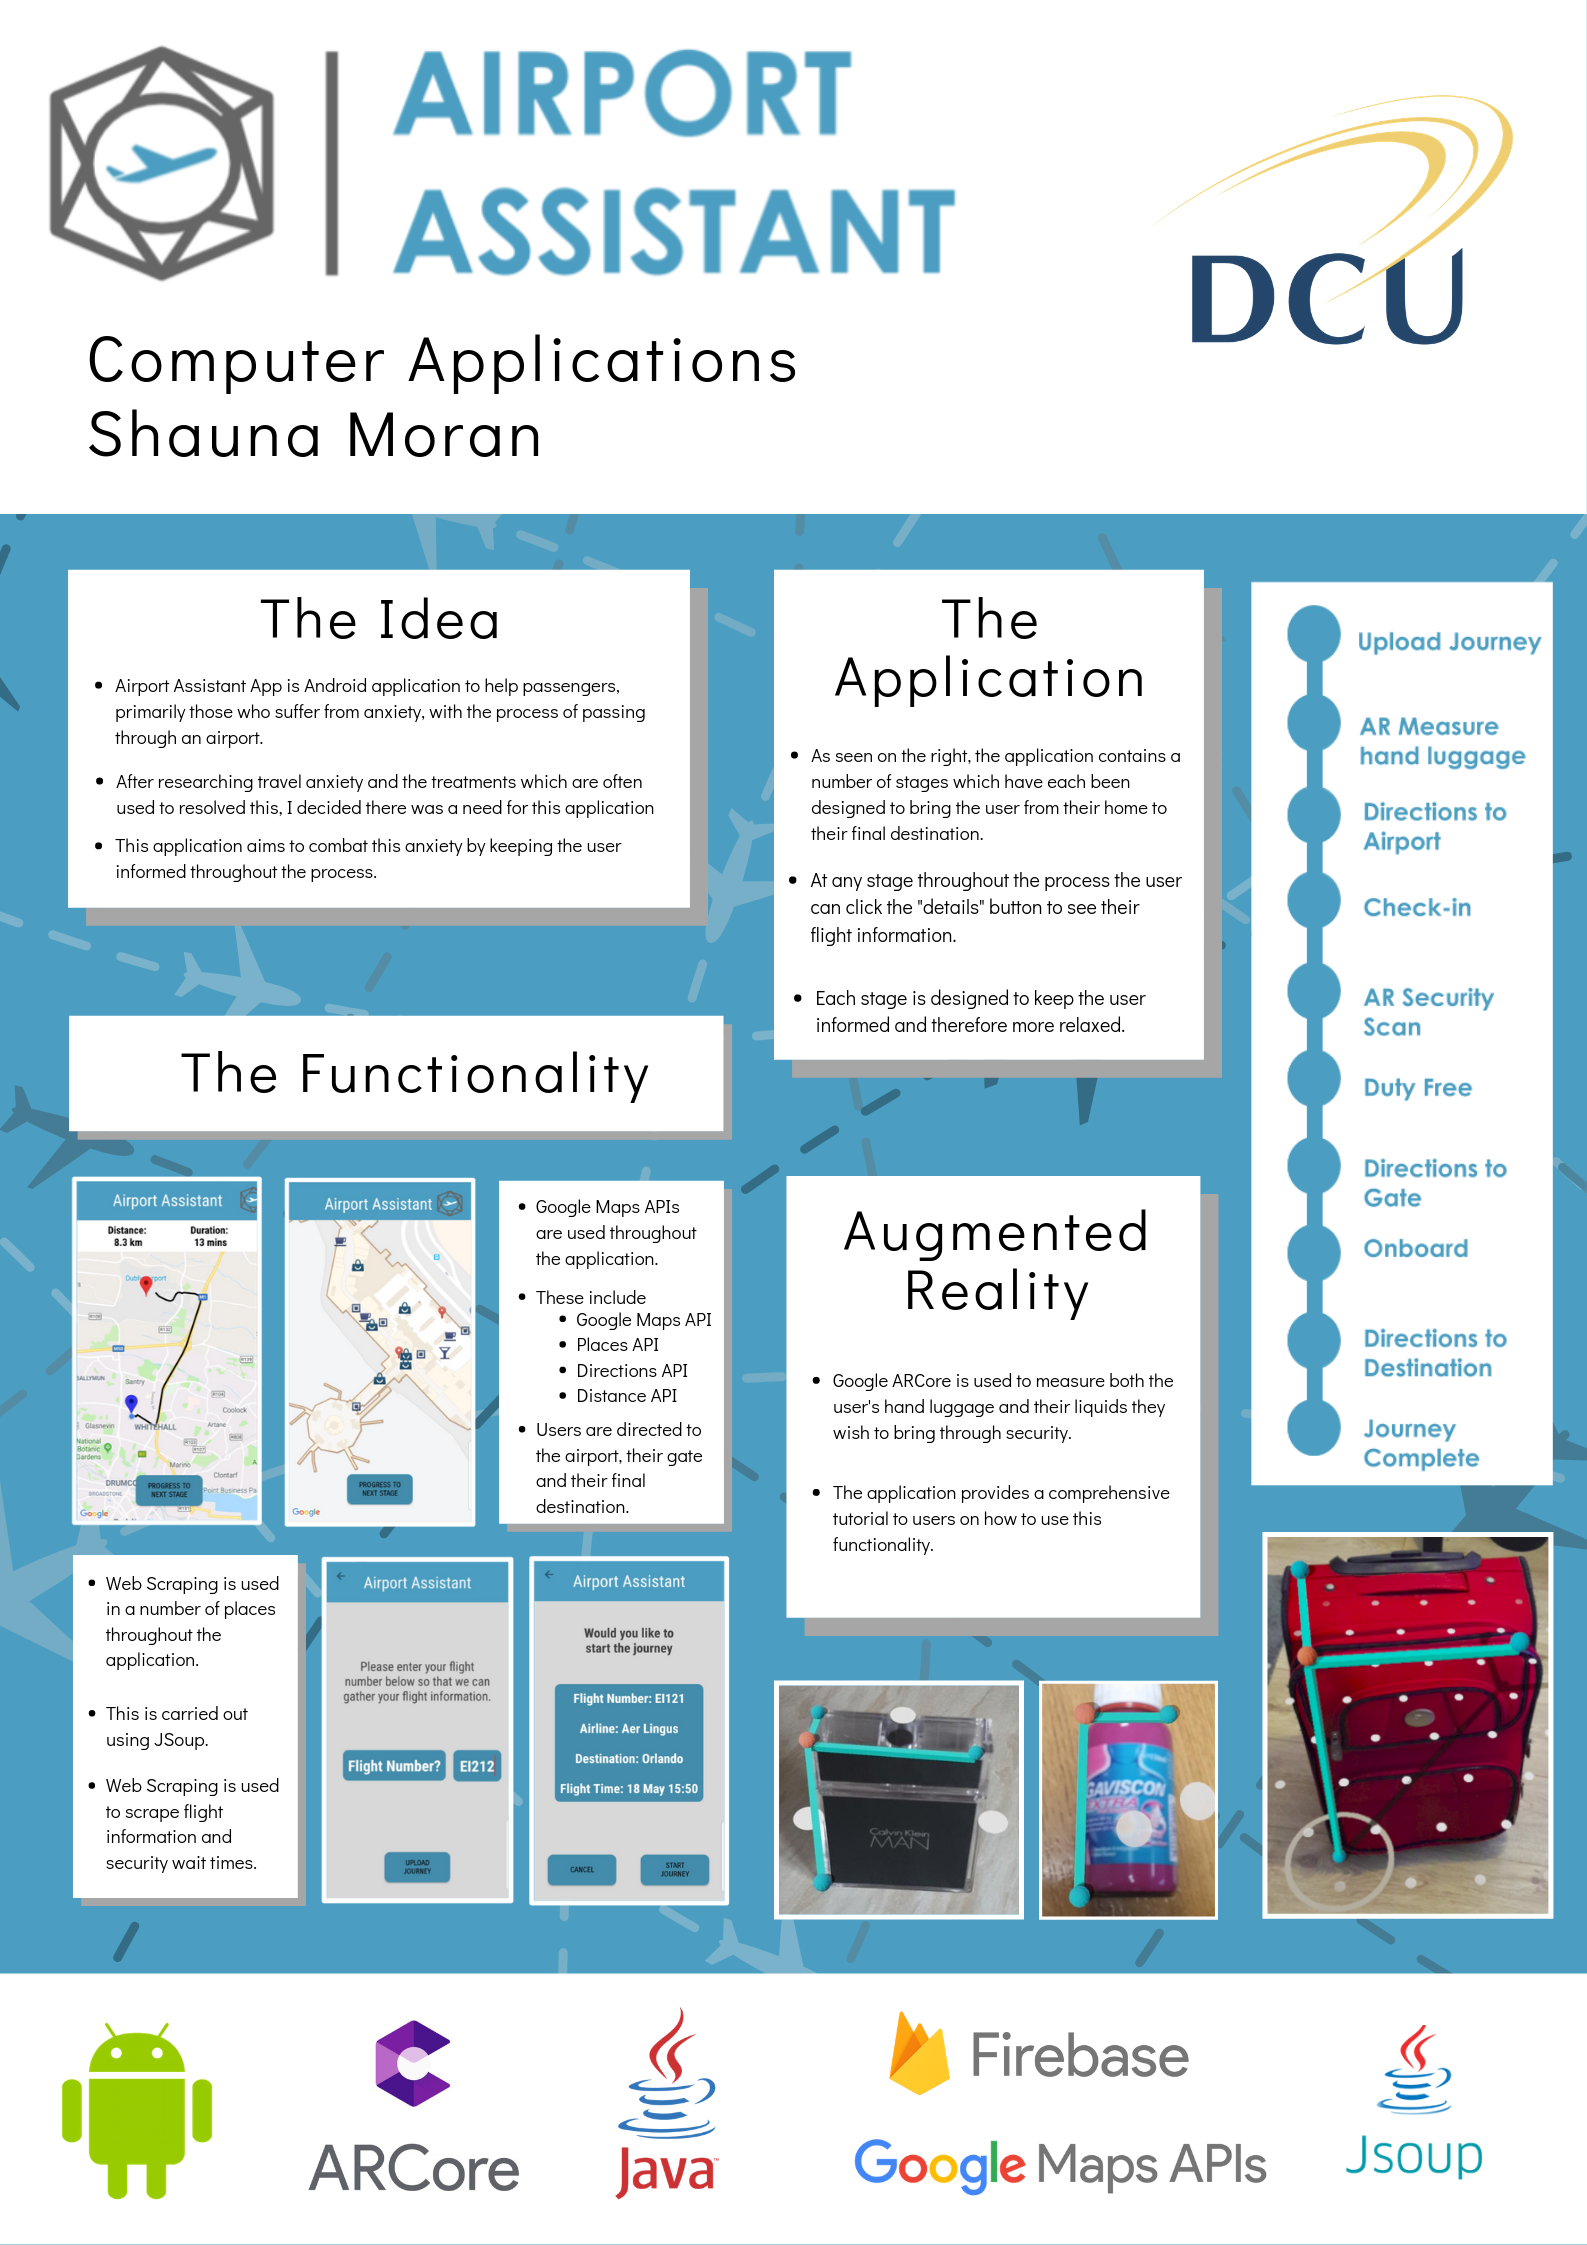 AIRPORT
ASSISTANT
DCU
Computer Applications
Shauna Moran
The Idea
Airport Assistant App is Android application to help passengers,
primarily those who suffer from anxiety, with the process of passing
through an airport.
After researching travel anxiety and the treatments which are often
used to resolved this, I decided there was a need for this application
This application aims to combat this anxiety by keeping the user
informed throughout the process.
The
Application
As seen on the right, the application contains a
number of stages which have each been
designed to bring the user from their home to
their final destination.
At any stage throughout the process the user
can click the "details" button to see their
flight information.
Each stage is designed to keep the user
informed and therefore more relaxed.
Upload Journey
AR Measure
hand luggage
Directions to
Airport
Check-in
AR Security
Scan
Duty Free
Directions to
Gate
Onboard
Directions to
Destination
Journey
Complete
The Functionality
Airport Assistant
Distance:
8.3 km
Duration:
13 mins
Santry
Coolock
Glasnevin
WHITEHALL
Artane
National
Botanic
Gardens
Marino
Clontarf
PROGRESS TO
NEXT STAGE
Point Business Pa
Google
Airport Assistant
PROGRESS TO
NEXT STAGE
Google
Google Maps APIs
are used throughout
the application.
These include
Google Maps API
Places API
Directions API
Distance API
Users are directed to
the airport, their gate
and their final
destination.
Augmented
Reality
Google ARCore is used to measure both the
user's hand luggage and their liquids they
wish to bring through security.
The application provides a comprehensive
tutorial to users on how to use this
functionality.
Web Scraping is used
in a number of places
throughout the
application.
This is carried out
using JSoup.
Web Scraping is used
to scrape flight
information and
security wait times.
Airport Assistant
Please enter your flight
number below so that we can
gather your flight information.
Flight Number?
EI212
UPLOAD
JOURNEY
Airport Assistant
Would you like to
start the journey
Flight Number: EI121
Airline: Aer Lingus
Destination: Orlando
Flight Time: 18 May 15:50
CANCEL
START
JOURNEY
Calvin Klein
MAN
GAVISCON
EXTRA
ARCore
Java
Firebase
Google Maps APIs
Jsoup